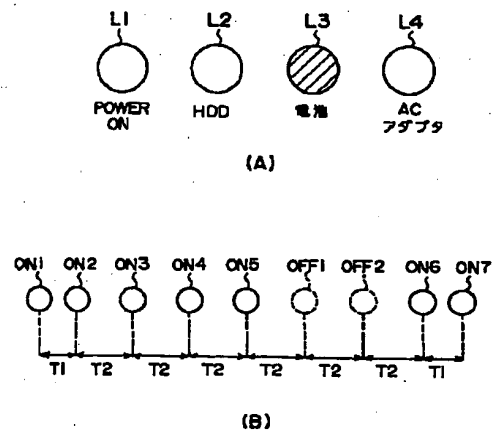 L1 L2 L3 L4
POWER ON HDD 電池 AC アダプタ
(A)
ON1 ON2 ON3 ON4 ON5 OFF1 OFF2 ON6 ON7
T1 T2 T2 T2 T2 T2 T2 T1
(B)